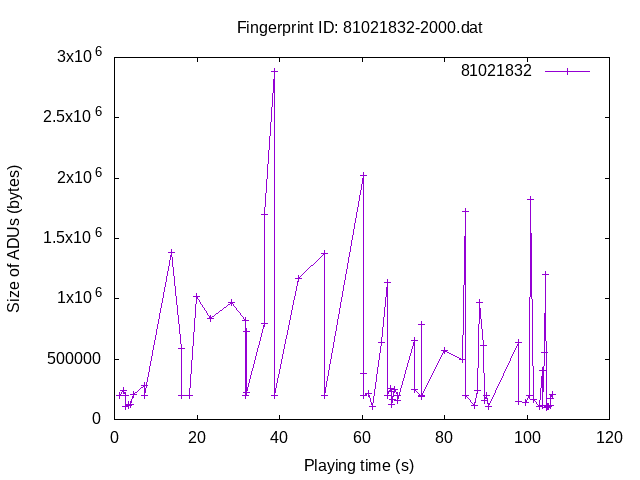 Fingerprint ID: 81021832-2000.dat
3x10^6
81021832
2.5x10^6
2x10^6
1.5x10^6
1x10^6
500000
0
Size of ADUs (bytes)
0 20 40 60 80 100 120
Playing time (s)